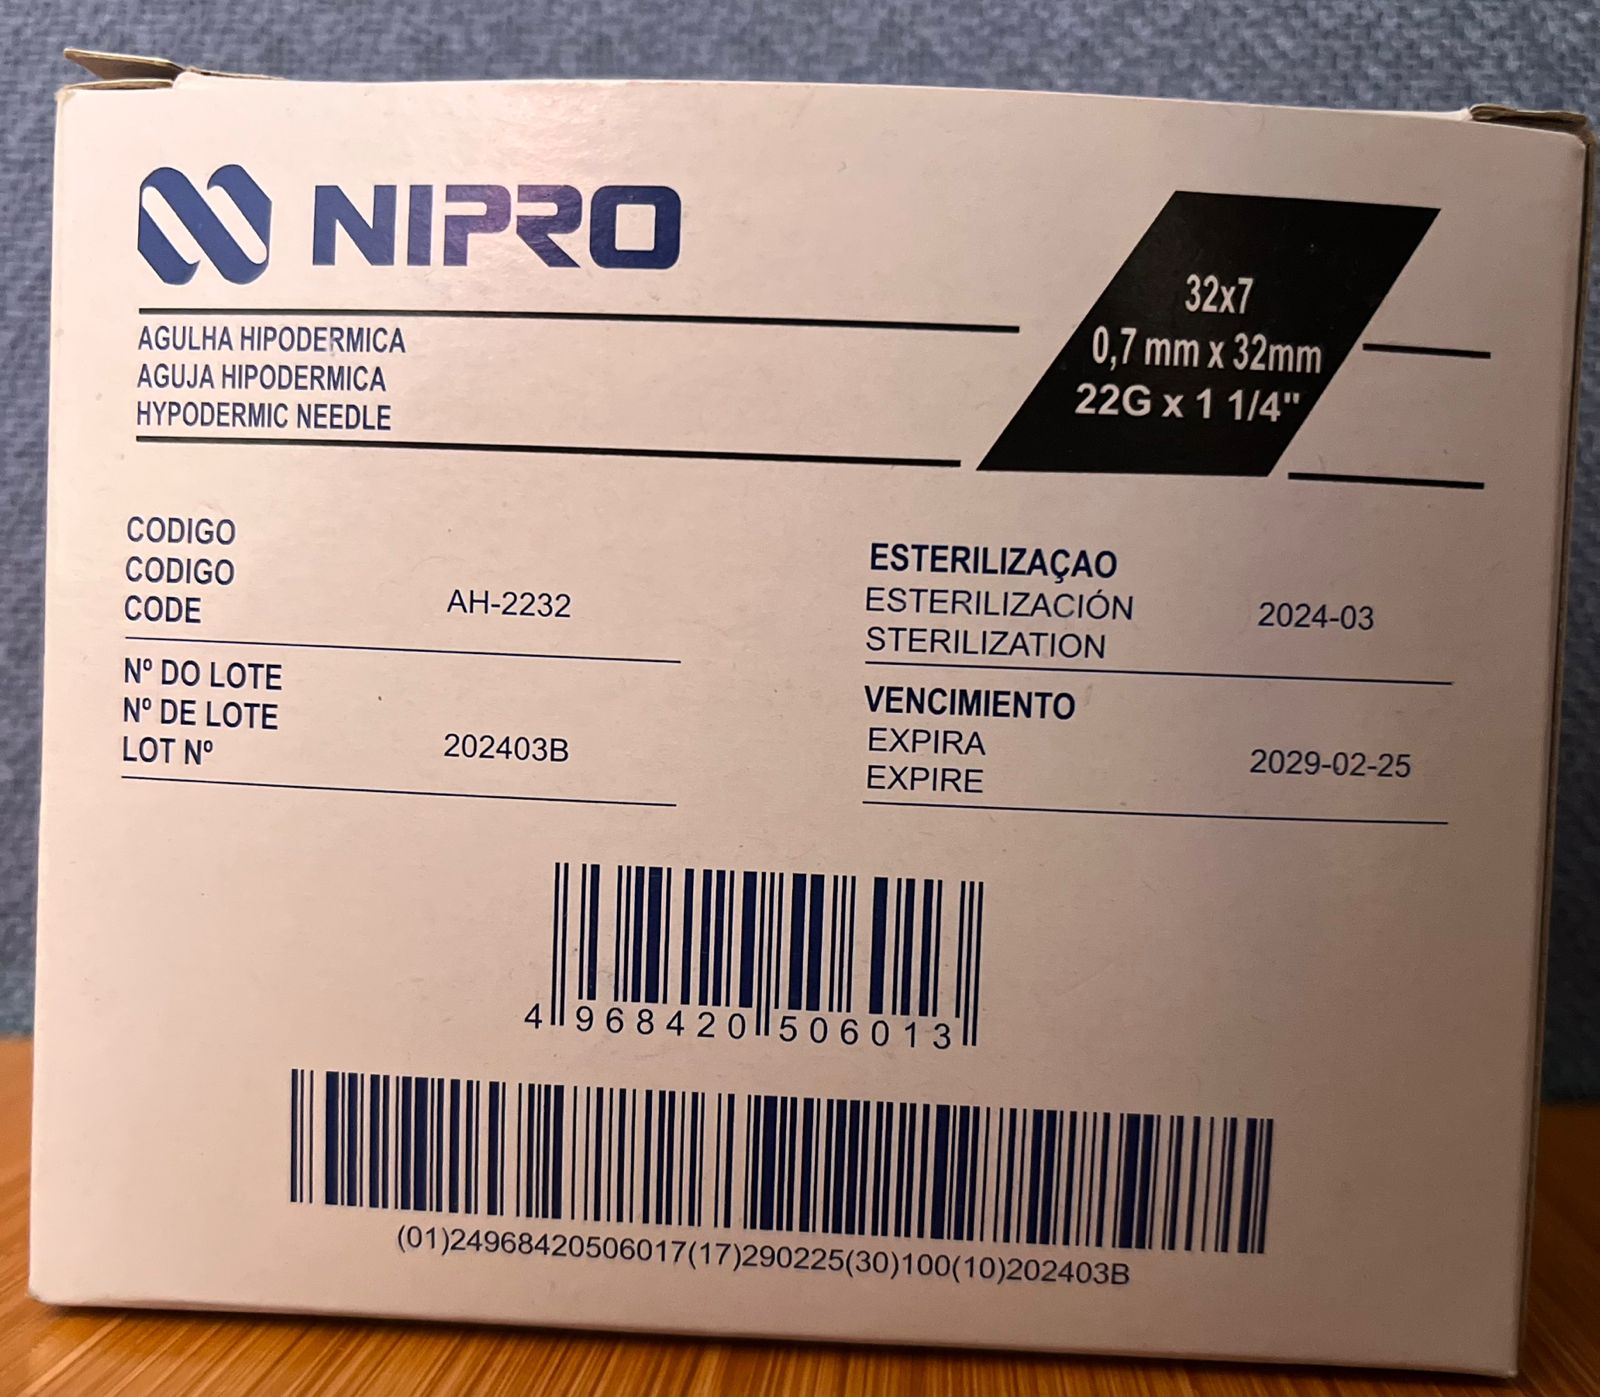 NIPRO
32x7
0,7 mm x 32mm
22G x 1 1/4"
AGULHA HIPODERMICA
AGUJA HIPODERMICA
HYPODERMIC NEEDLE
CODIGO
CODIGO
CODE
AH-2232
Nº DO LOTE
Nº DE LOTE
LOT Nº
202403B
ESTERILIZAÇAO
ESTERILIZACIÓN
STERILIZATION
2024-03
VENCIMIENTO
EXPIRA
EXPIRE
2029-02-25
4 968420 506013
(01)24968420506017(17)290225(30)100(10)202403B